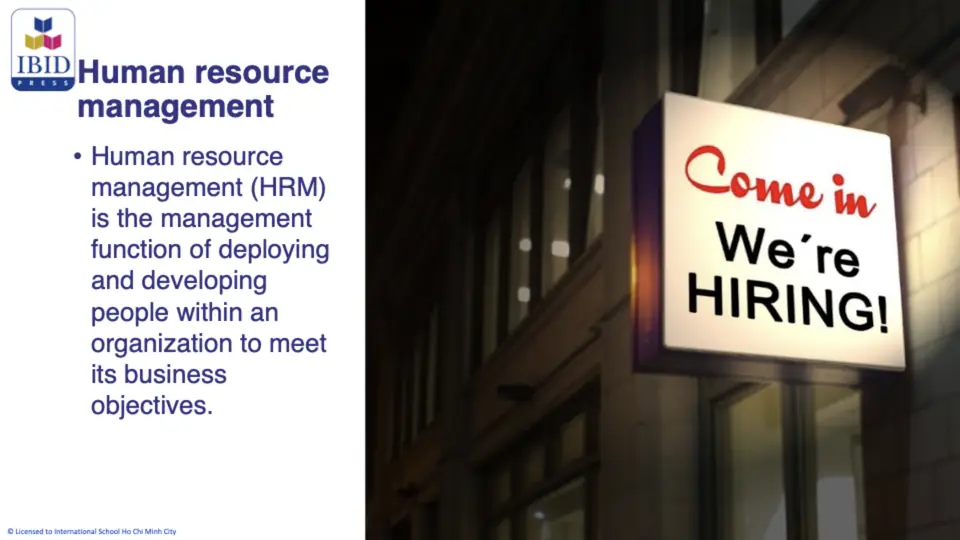 IBID
PRESS
Human resource
management
• Human resource
management (HRM)
is the management
function of deploying
and developing
people within an
organization to meet
its business
objectives.
Come in
We´re
HIRING!
© Licensed to International School Ho Chi Minh City